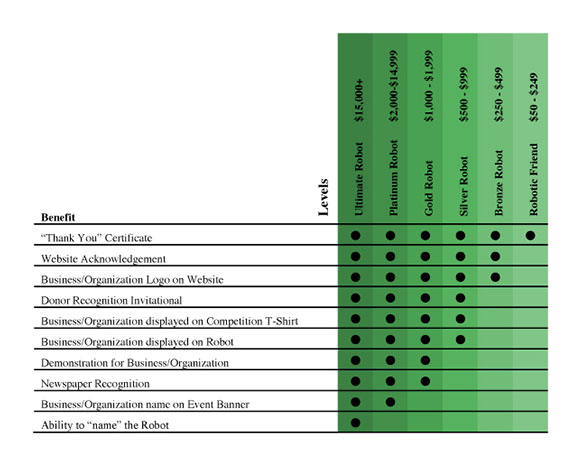 Levels
Ultimate Robot $15,000+
Platinum Robot $2,000-$14,999
Gold Robot $1,000 - $1,999
Silver Robot $500 - $999
Bronze Robot $250 - $499
Robotic Friend $50 - $249
Benefit
“Thank You” Certificate
Website Acknowledgement
Business/Organization Logo on Website
Donor Recognition Invitational
Business/Organization displayed on Competition T-Shirt
Business/Organization displayed on Robot
Demonstration for Business/Organization
Newspaper Recognition
Business/Organization name on Event Banner
Ability to “name” the Robot